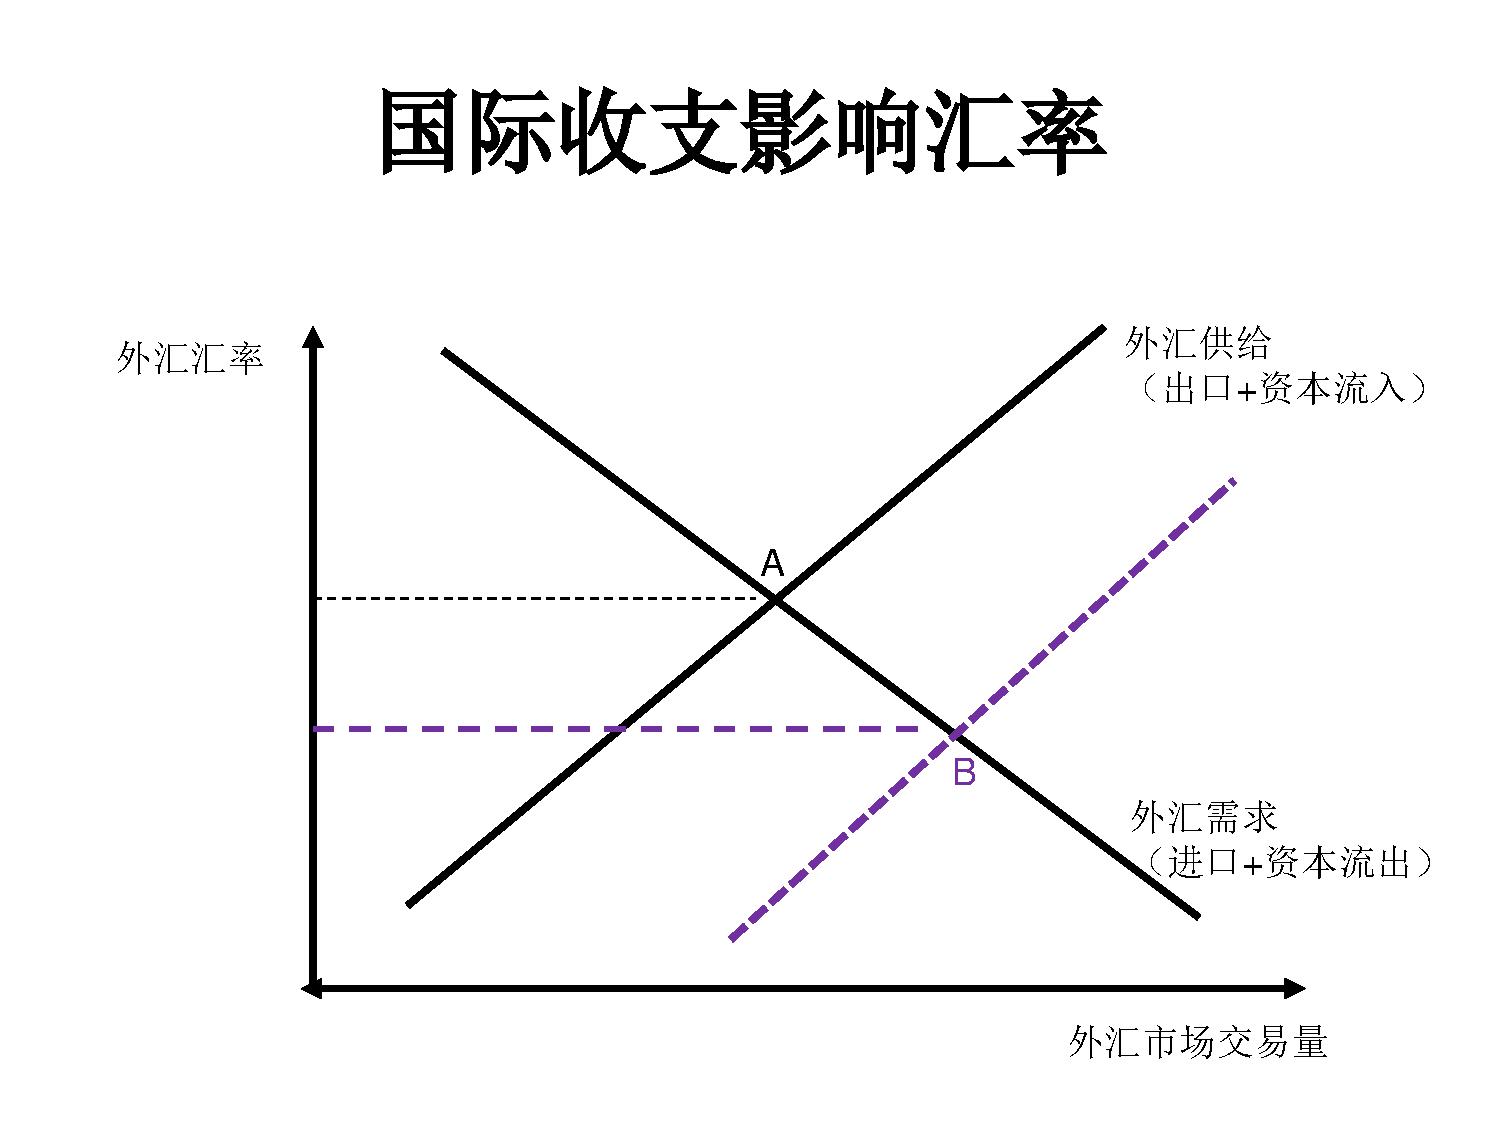 国际收支影响汇率
外汇汇率
外汇供给
（出口+资本流入）
A
B
外汇需求
（进口+资本流出）
外汇市场交易量